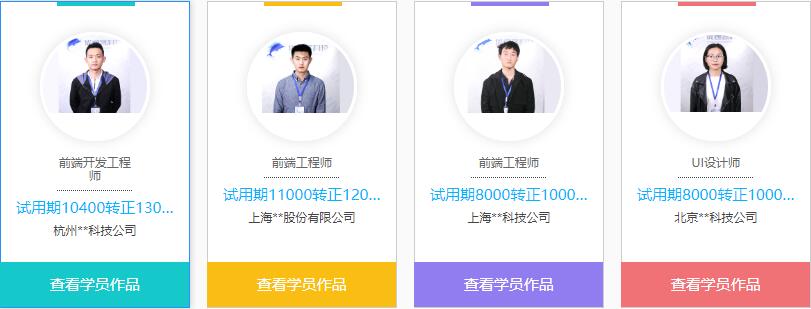 前端开发工程
师
试用期10400转正130...
杭州**科技公司
查看学员作品
前端工程师
试用期11000转正120...
上海**股份有限公司
查看学员作品
前端工程师
试用期8000转正1000...
上海**科技公司
查看学员作品
UI设计师
试用期8000转正1000...
北京**科技公司
查看学员作品